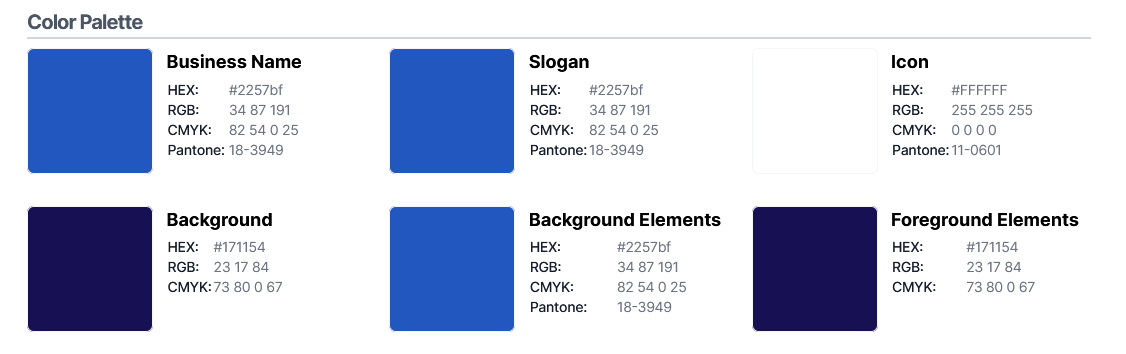 Color Palette
Business Name
HEX: #2257bf
RGB: 34 87 191
CMYK: 82 54 0 25
Pantone: 18-3949
Slogan
HEX: #2257bf
RGB: 34 87 191
CMYK: 82 54 0 25
Pantone: 18-3949
Icon
HEX: #FFFFFF
RGB: 255 255 255
CMYK: 0 0 0 0
Pantone: 11-0601
Background
HEX: #171154
RGB: 23 17 84
CMYK: 73 80 0 67
Background Elements
HEX: #2257bf
RGB: 34 87 191
CMYK: 82 54 0 25
Pantone: 18-3949
Foreground Elements
HEX: #171154
RGB: 23 17 84
CMYK: 73 80 0 67